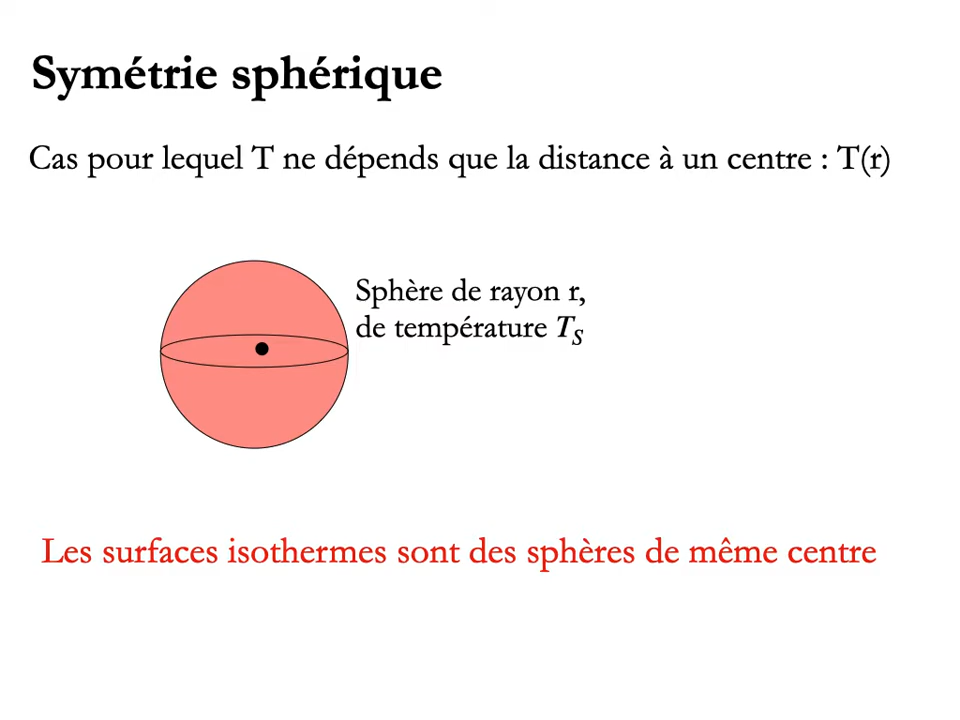 Symétrie sphérique
Cas pour lequel T ne dépends que la distance à un centre : T(r)
Sphère de rayon r,
de température T_S
Les surfaces isothermes sont des sphères de même centre